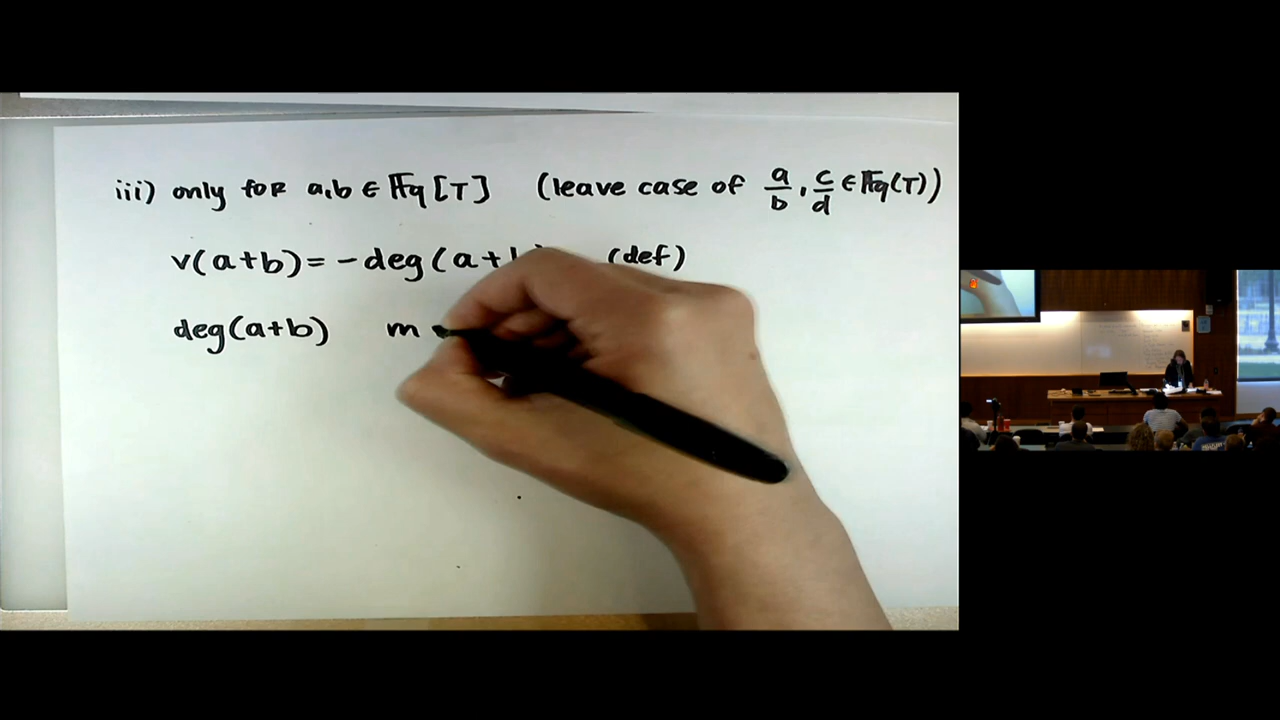 iii) only for a,b ∈ 𝔽q[T] (leave case of a/b, c/d ∈ 𝔽q(T))
v(a+b) = -deg(a+ (def)
deg(a+b) m